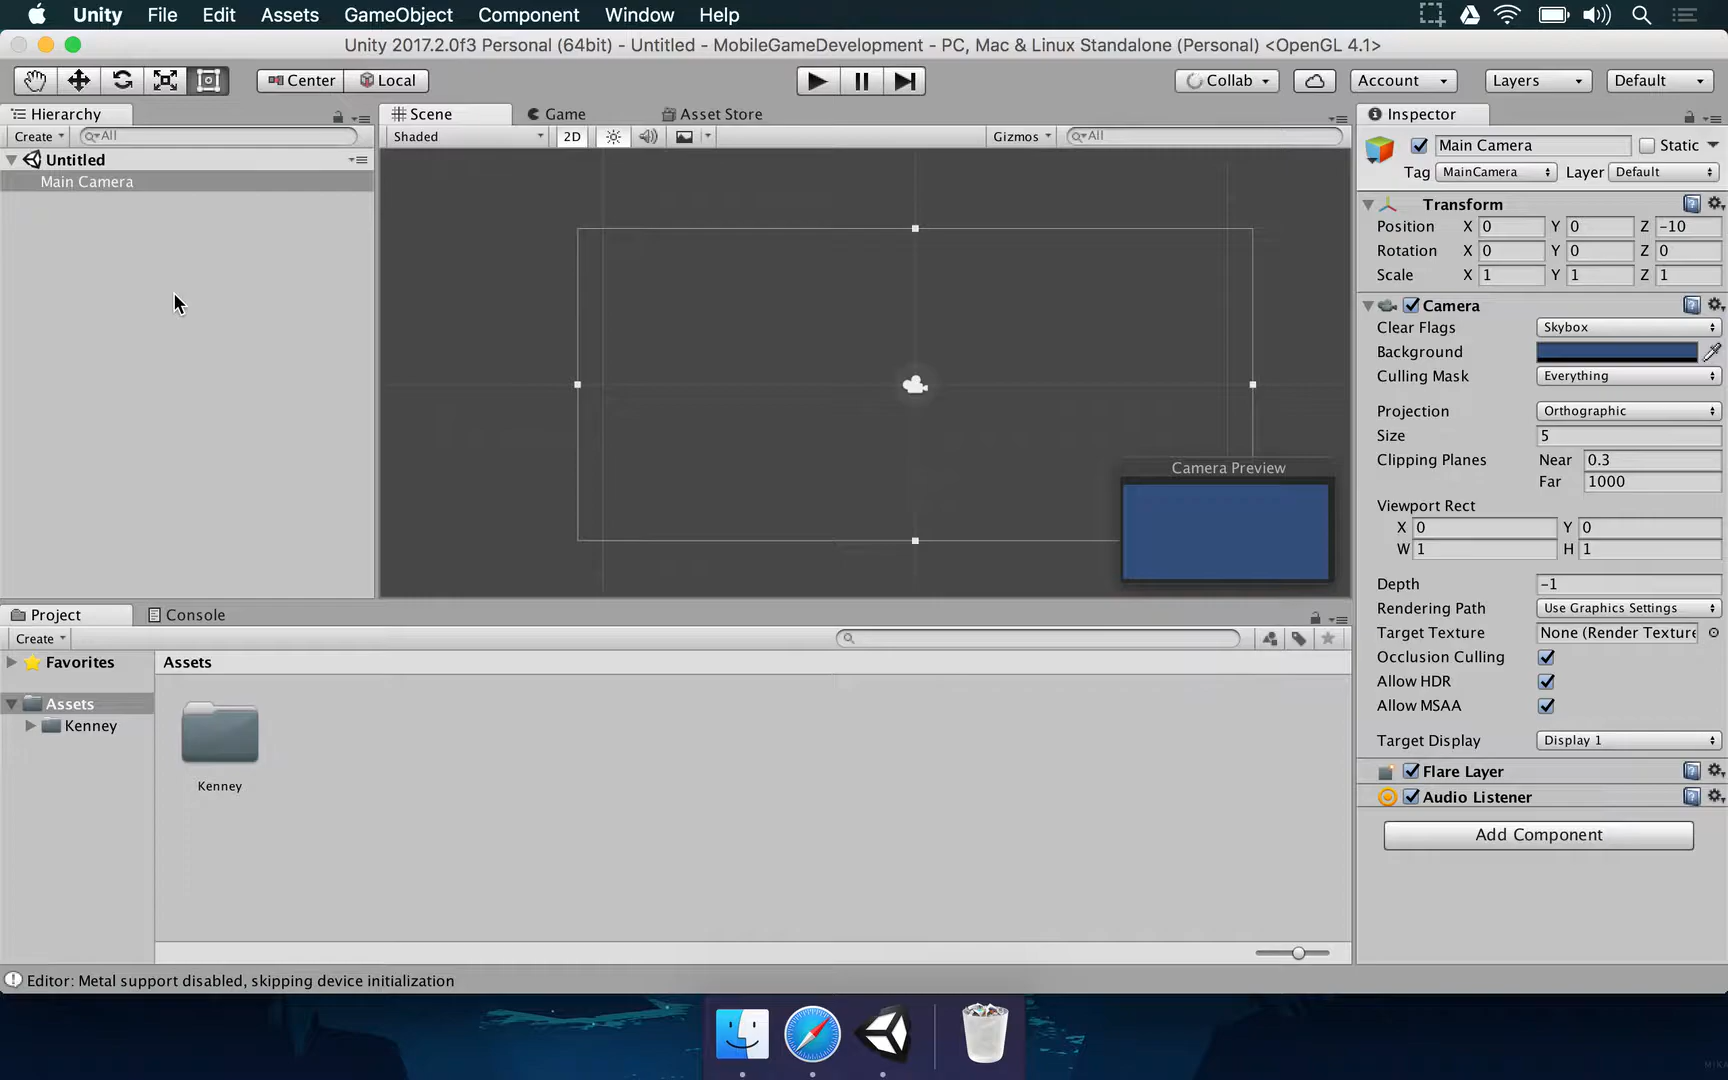 Unity File Edit Assets GameObject Component Window Help
Unity 2017.2.0f3 Personal (64bit) - Untitled - MobileGameDevelopment - PC, Mac & Linux Standalone (Personal) <OpenGL 4.1>
Center Local Collab Account Layers Default
Hierarchy
Create All
Untitled
Main Camera
Scene Game Asset Store
Shaded 2D Gizmos All
Camera Preview
Project Console
Create
Favorites
Assets
Kenney
Assets
Kenney
Inspector
Main Camera Static
Tag MainCamera Layer Default
Transform
Position X 0 Y 0 Z -10
Rotation X 0 Y 0 Z 0
Scale X 1 Y 1 Z 1
Camera
Clear Flags Skybox
Background
Culling Mask Everything
Projection Orthographic
Size 5
Clipping Planes Near 0.3
Far 1000
Viewport Rect
X 0 Y 0
W 1 H 1
Depth -1
Rendering Path Use Graphics Settings
Target Texture None (Render Texture
Occlusion Culling
Allow HDR
Allow MSAA
Target Display Display 1
Flare Layer
Audio Listener
Add Component
Editor: Metal support disabled, skipping device initialization